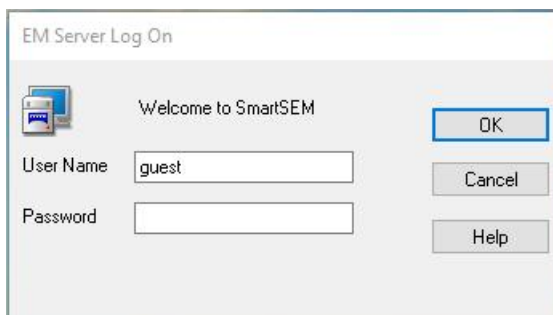 EM Server Log On
Welcome to SmartSEM
OK
User Name guest
Cancel
Password
Help